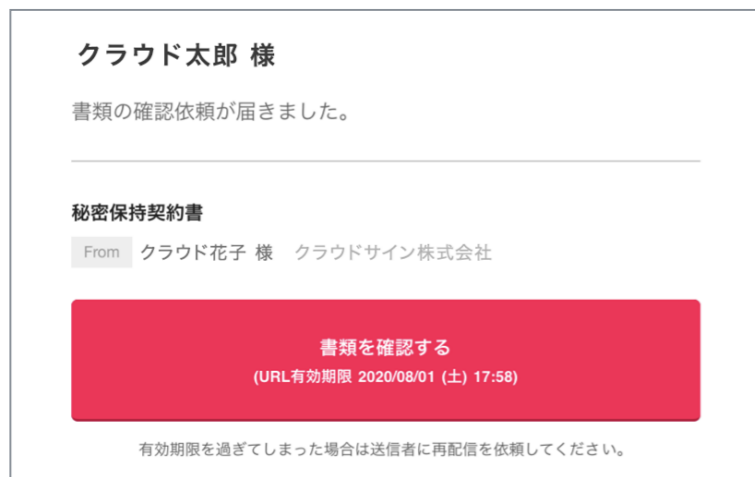 クラウド太郎 様
書類の確認依頼が届きました。
秘密保持契約書
From クラウド花子 様 クラウドサイン株式会社
書類を確認する
(URL有効期限 2020/08/01 (土) 17:58)
有効期限を過ぎてしまった場合は送信者に再配信を依頼してください。